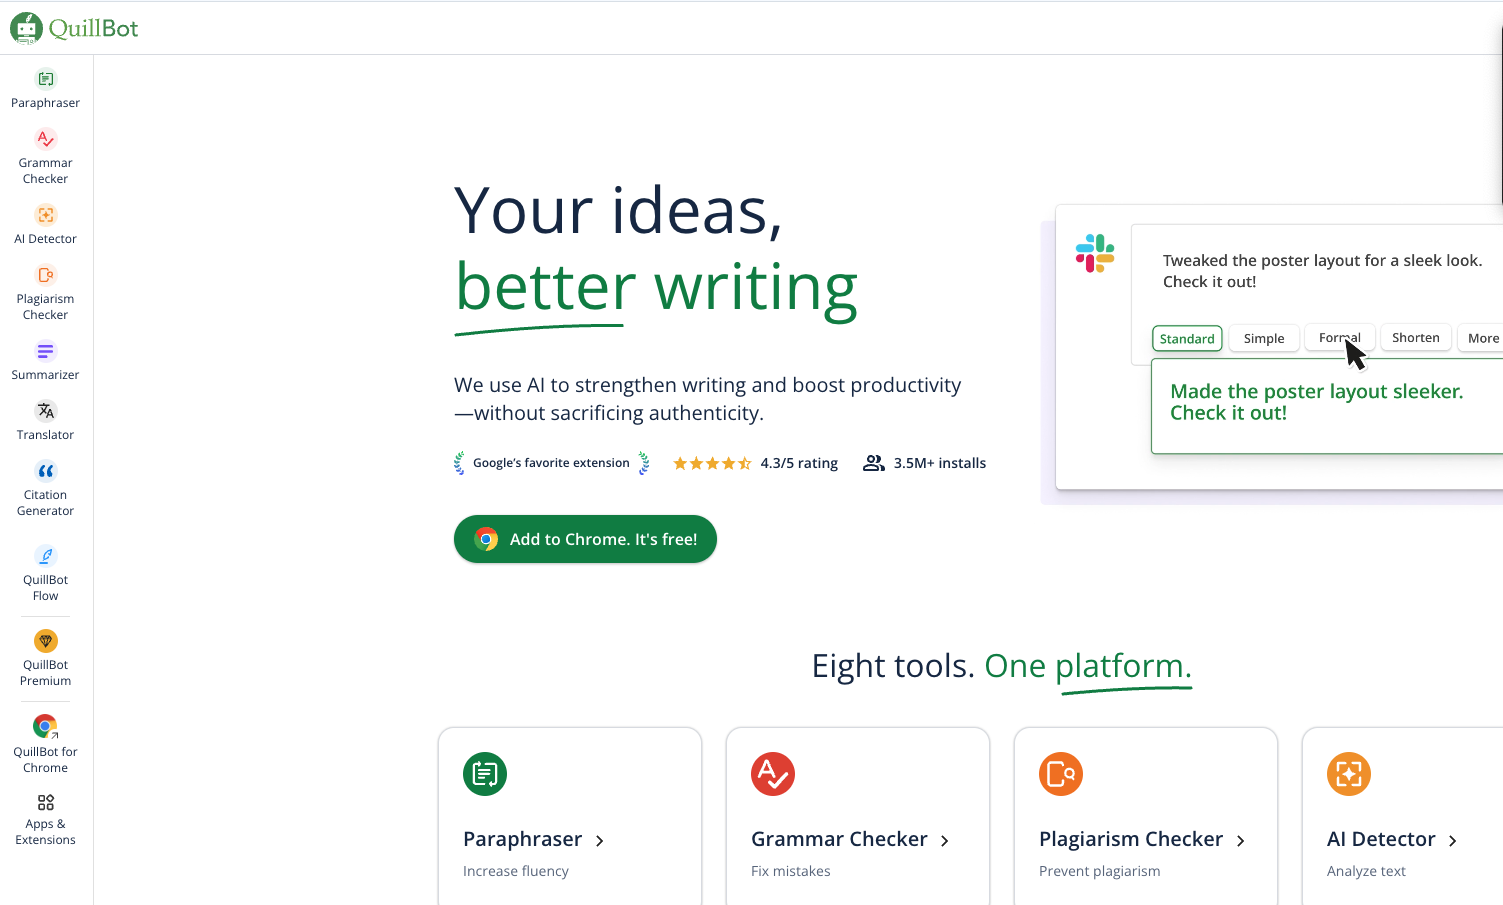 QuillBot
Paraphraser
Grammar
Checker
AI Detector
Plagiarism
Checker
Summarizer
Translator
Citation
Generator
QuillBot
Flow
QuillBot
Premium
QuillBot for
Chrome
Apps &
Extensions
Your ideas,
better writing
We use AI to strengthen writing and boost productivity
—without sacrificing authenticity.
Google's favorite extension 4.3/5 rating 3.5M+ installs
Add to Chrome. It's free!
Tweaked the poster layout for a sleek look.
Check it out!
Standard Simple Formal Shorten More
Made the poster layout sleeker.
Check it out!
Eight tools. One platform.
Paraphraser
Increase fluency
Grammar Checker
Fix mistakes
Plagiarism Checker
Prevent plagiarism
AI Detector
Analyze text